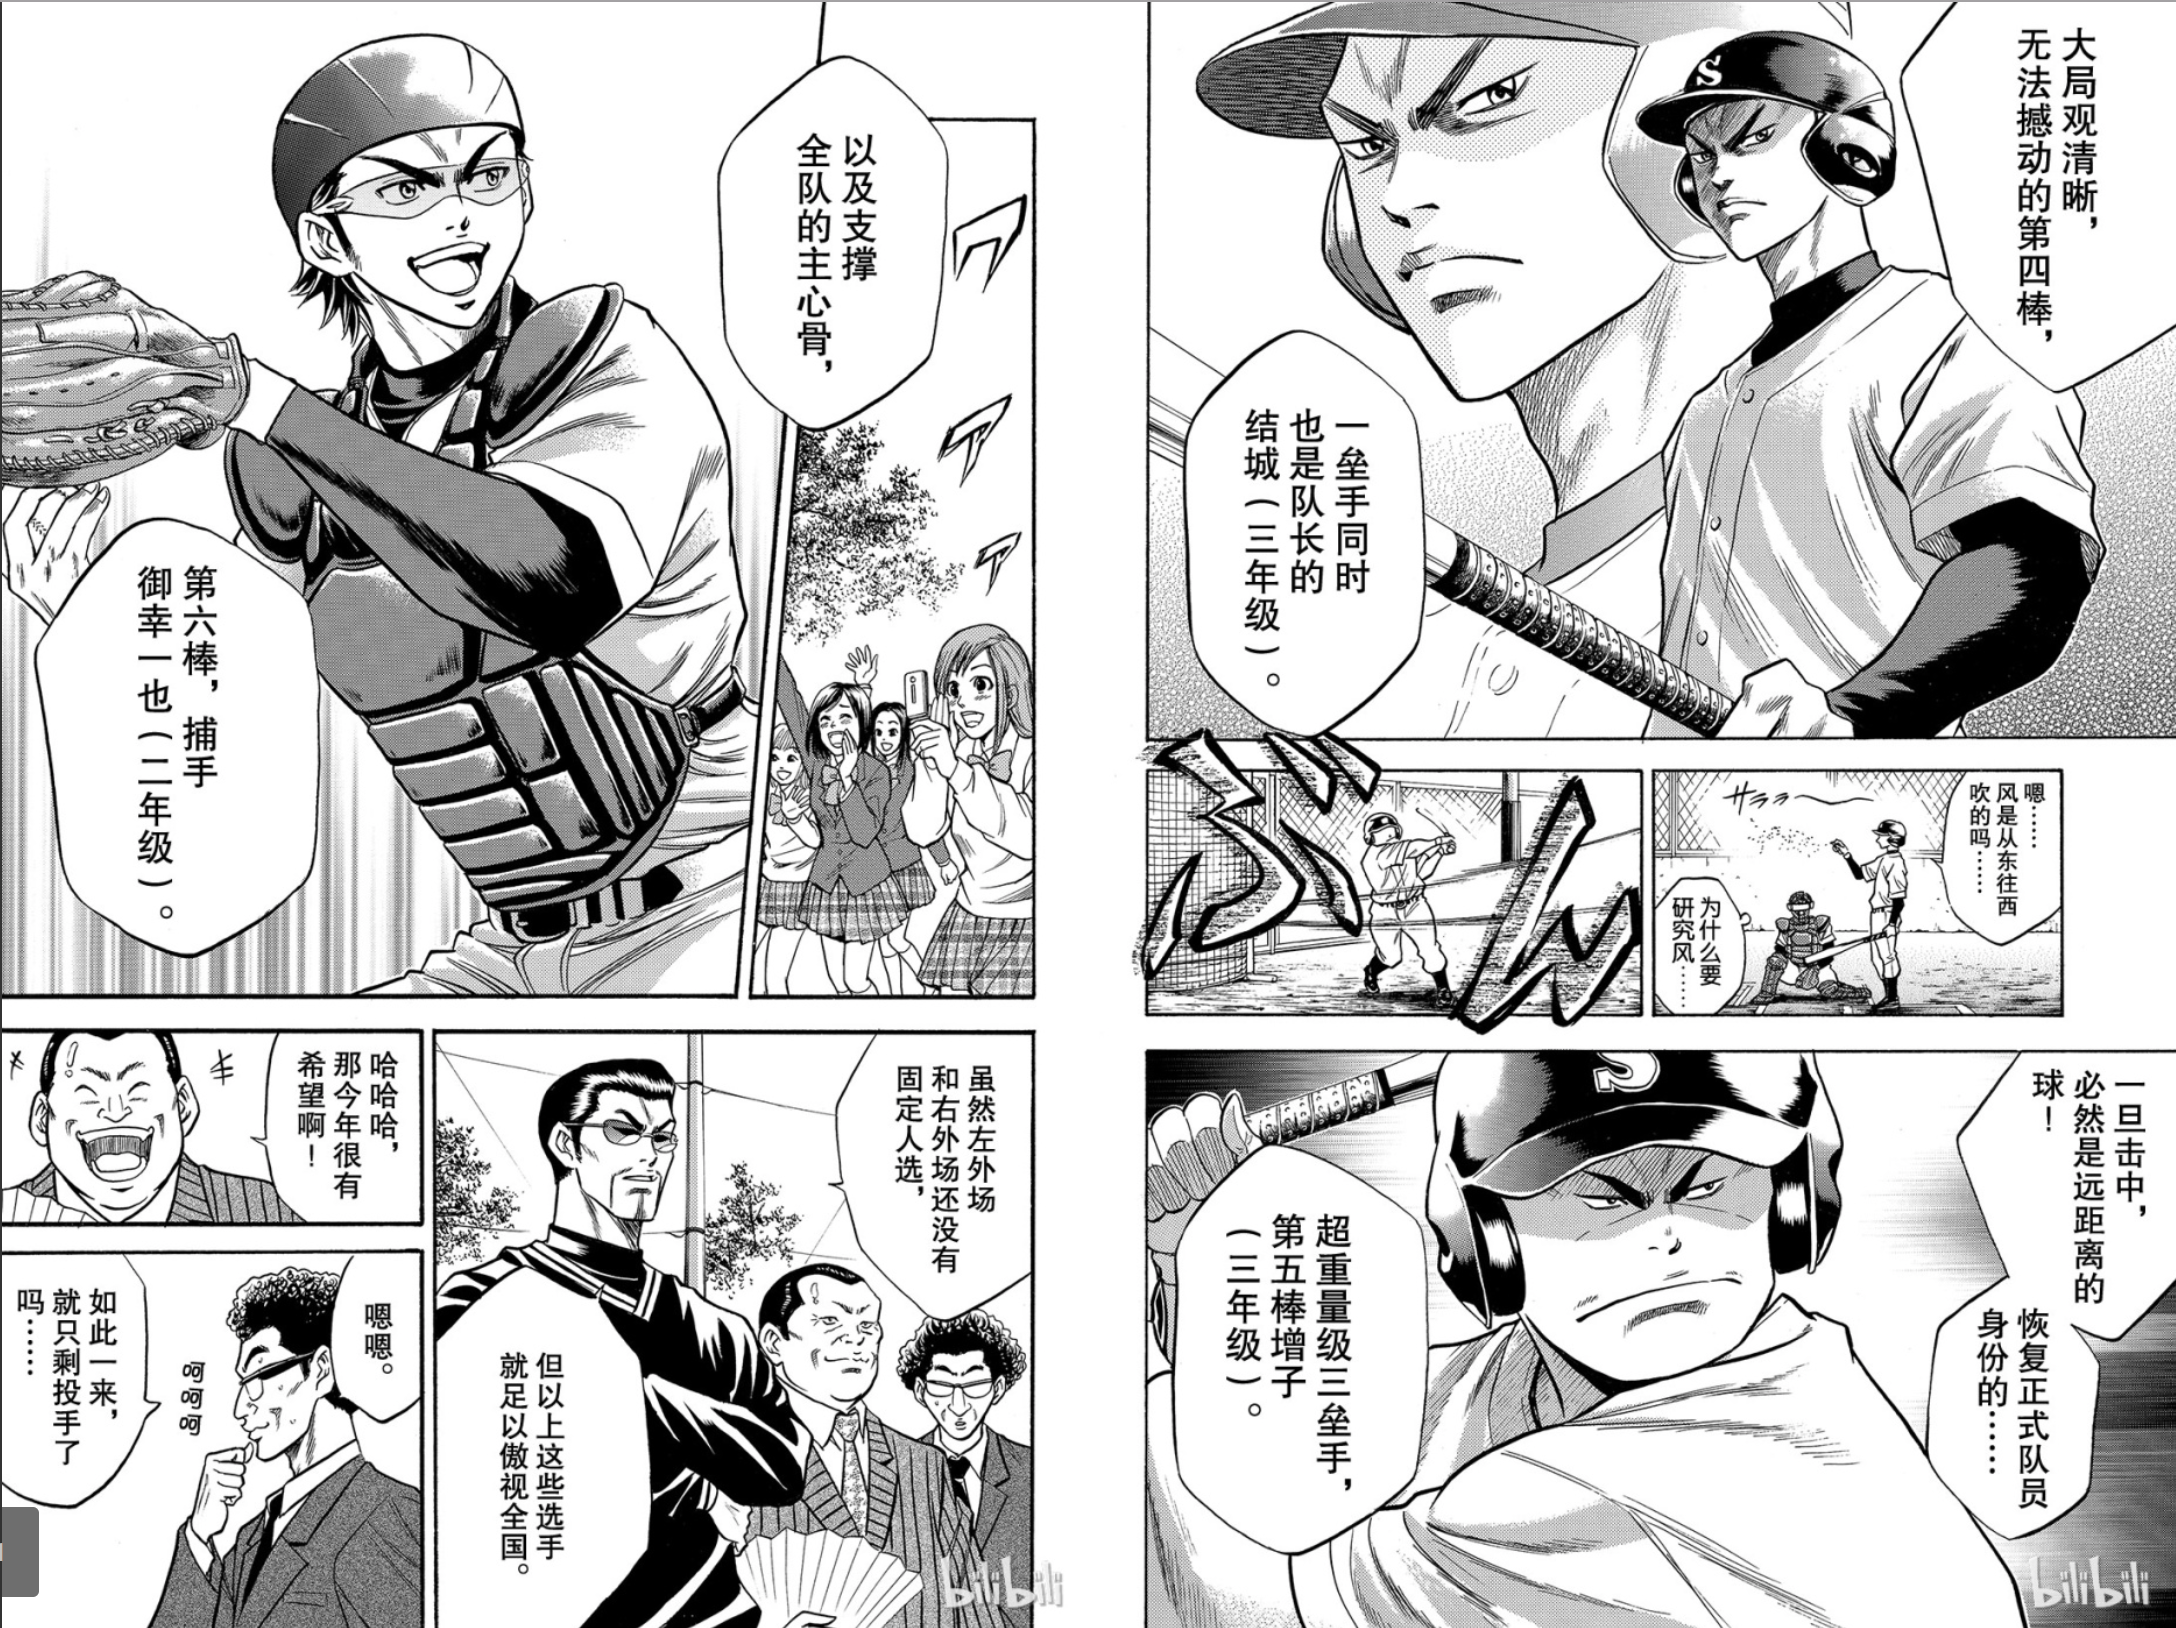 大局观清晰，
无法撼动的第四棒，
一垒手同时
也是队长的
结城（三年级）。
S
嗯……
风是从东往西
吹的吗……
サララ
为什么要
研究风……
ぶん
一旦击中，
必然是远距离的
球！
恢复正式队员
身份的……
S
超重量级三垒手，
第五棒增子
（三年级）。
bilibili
以及支撑
全队的主心骨，
ワァァ
第六棒，捕手
御幸一也（二年级）。
虽然左外场
和右外场还没有
固定人选，
但以上这些选手
就足以傲视全国。
bilibili
哈哈哈，
那今年很有
希望啊！
嗯嗯。
呵呵呵
如此一来，
就只剩投手了
吗……